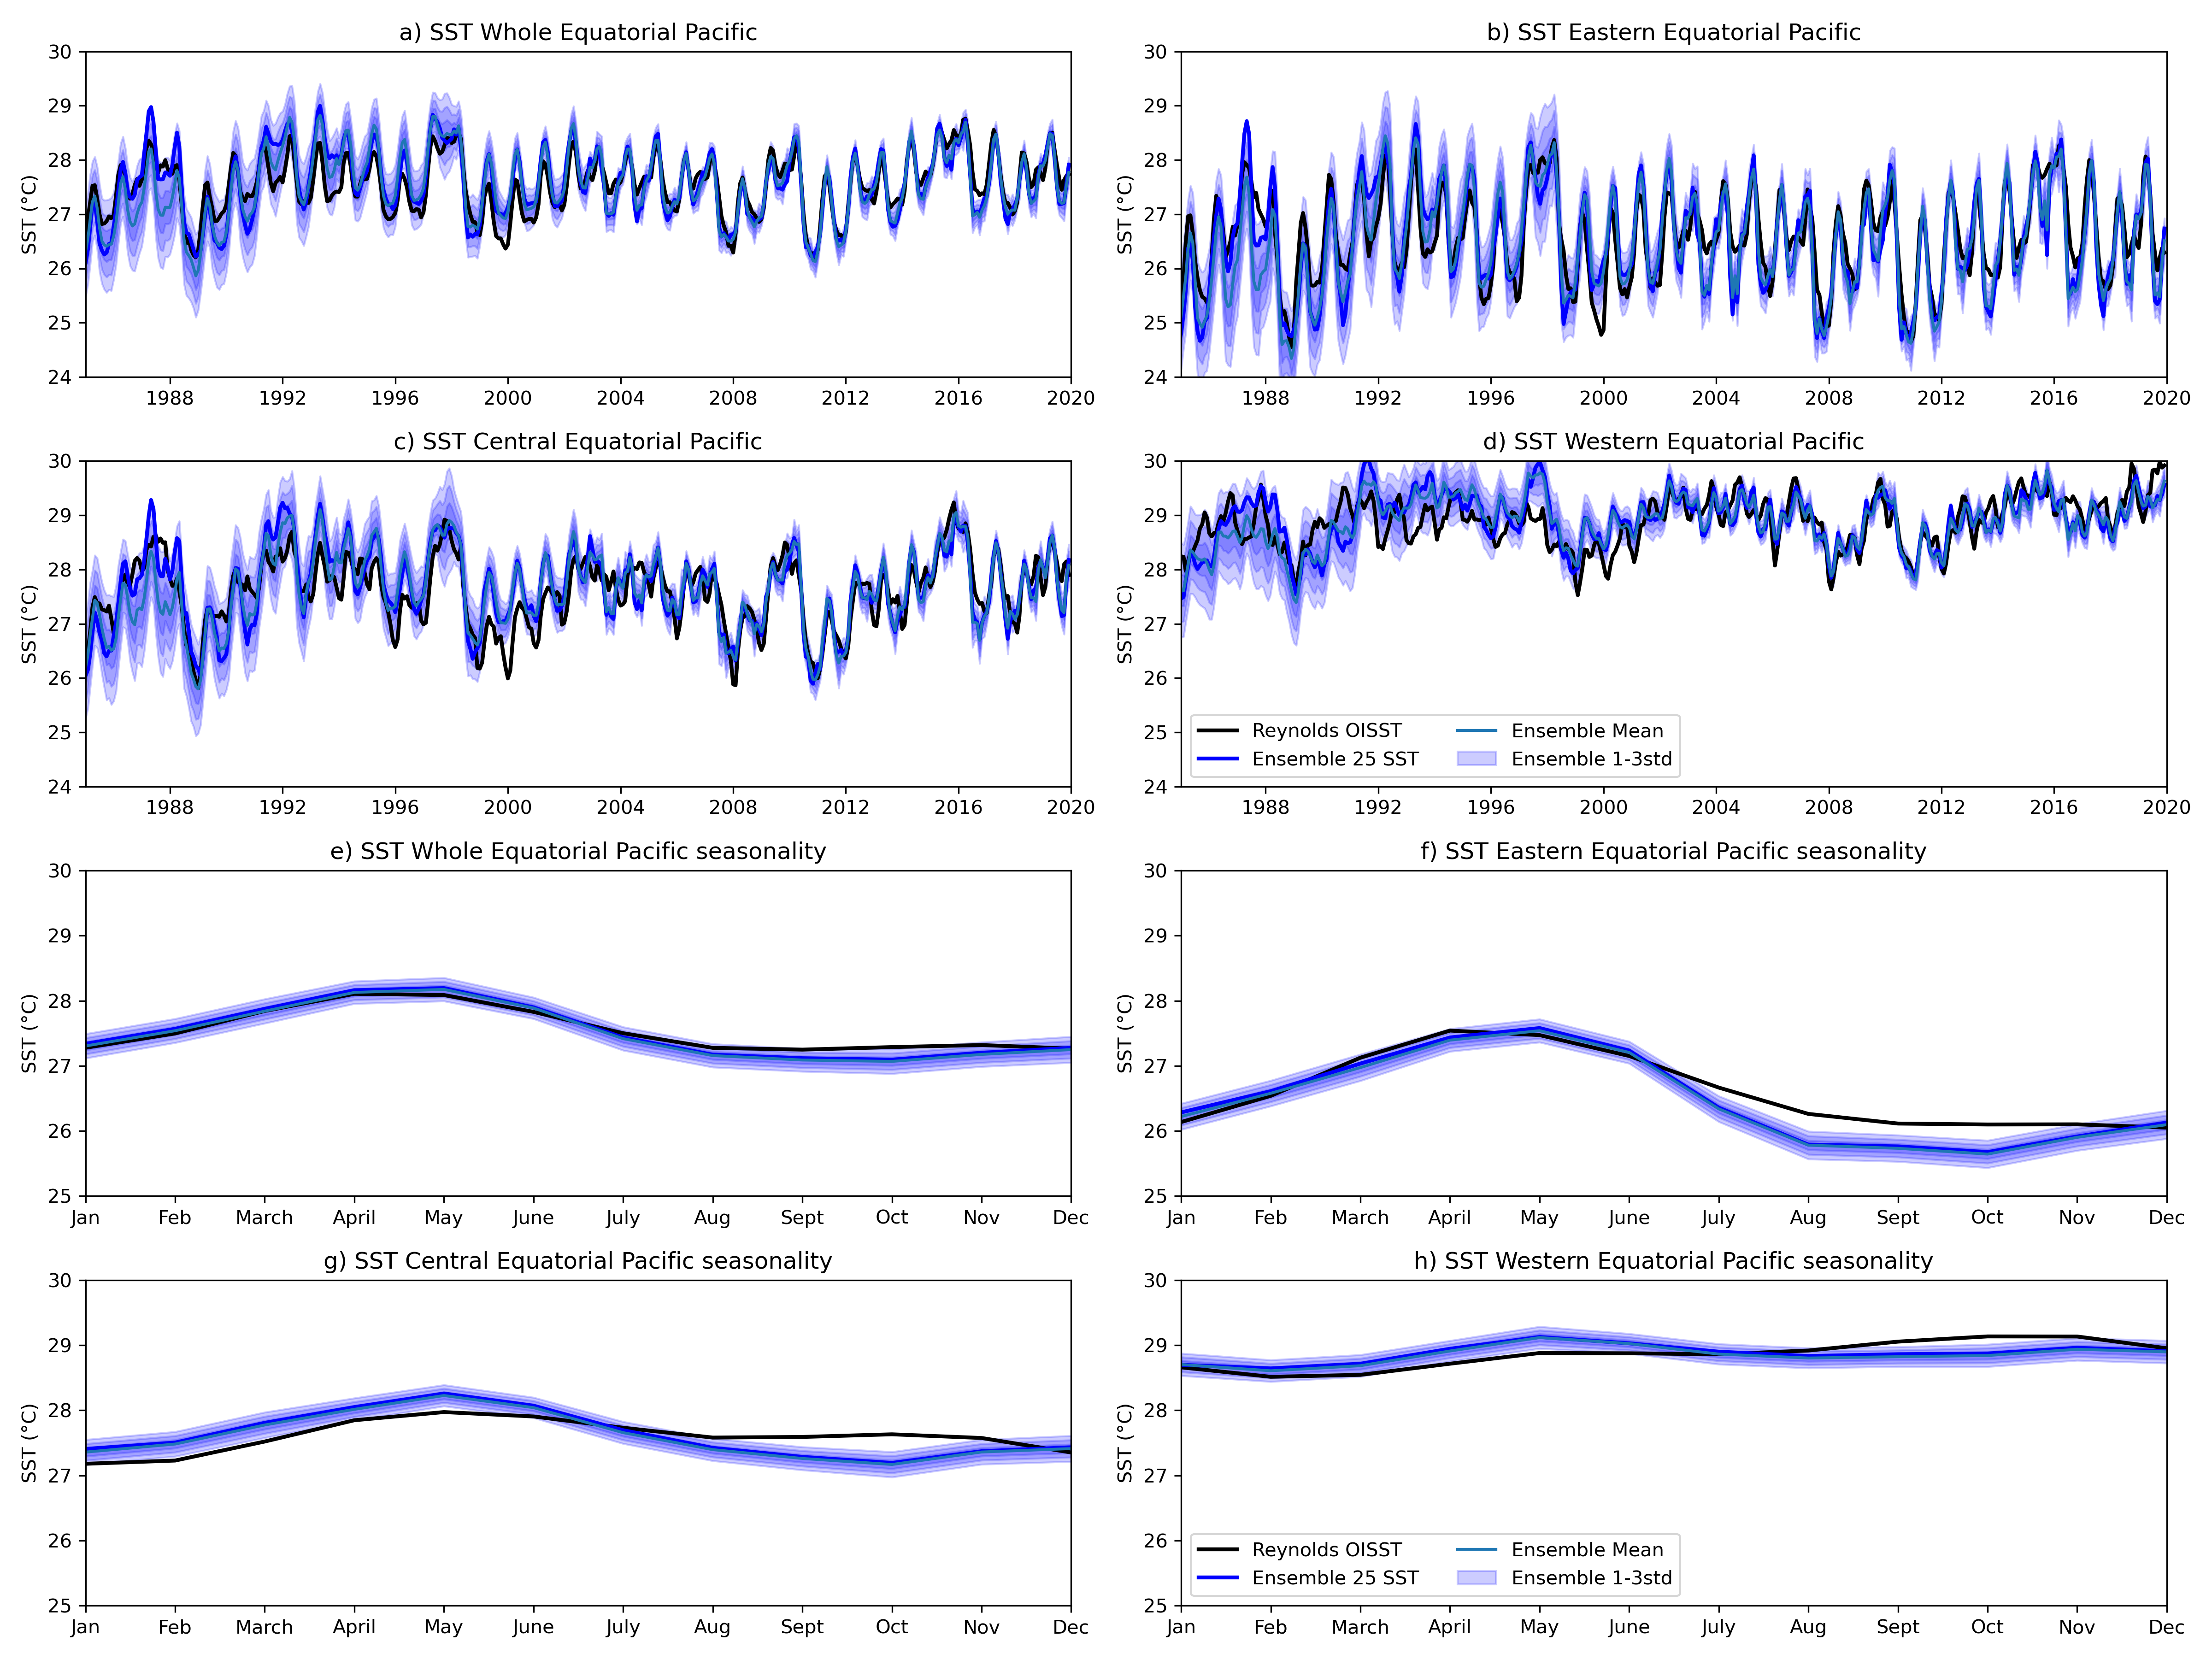 a) SST Whole Equatorial Pacific
SST (°C)
30
29
28
27
26
25
24
1988 1992 1996 2000 2004 2008 2012 2016 2020
b) SST Eastern Equatorial Pacific
SST (°C)
30
29
28
27
26
25
24
1988 1992 1996 2000 2004 2008 2012 2016 2020
c) SST Central Equatorial Pacific
SST (°C)
30
29
28
27
26
25
24
1988 1992 1996 2000 2004 2008 2012 2016 2020
d) SST Western Equatorial Pacific
SST (°C)
30
29
28
27
26
25
24
Reynolds OISST
Ensemble 25 SST
Ensemble Mean
Ensemble 1-3std
1988 1992 1996 2000 2004 2008 2012 2016 2020
e) SST Whole Equatorial Pacific seasonality
SST (°C)
30
29
28
27
26
25
Jan Feb March April May June July Aug Sept Oct Nov Dec
f) SST Eastern Equatorial Pacific seasonality
SST (°C)
30
29
28
27
26
25
Jan Feb March April May June July Aug Sept Oct Nov Dec
g) SST Central Equatorial Pacific seasonality
SST (°C)
30
29
28
27
26
25
Jan Feb March April May June July Aug Sept Oct Nov Dec
h) SST Western Equatorial Pacific seasonality
SST (°C)
30
29
28
27
26
25
Reynolds OISST
Ensemble 25 SST
Ensemble Mean
Ensemble 1-3std
Jan Feb March April May June July Aug Sept Oct Nov Dec